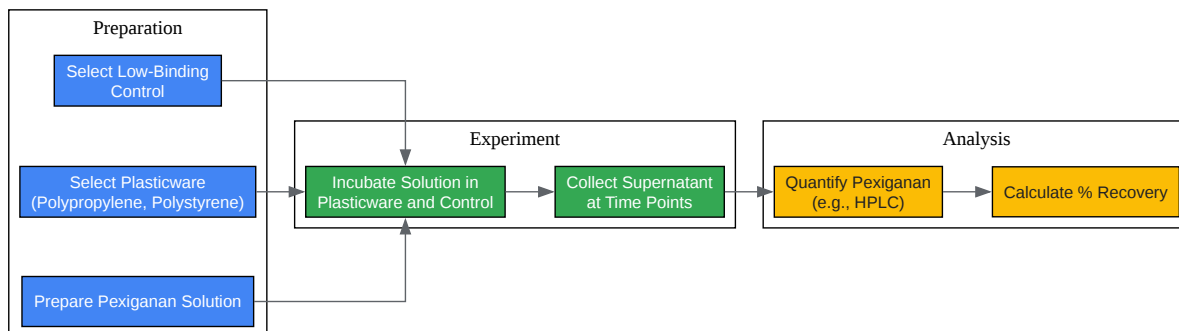 Preparation
Select Low-Binding
Control
Select Plasticware
(Polypropylene, Polystyrene)
Prepare Pexiganan Solution
Experiment
Incubate Solution in
Plasticware and Control
Collect Supernatant
at Time Points
Analysis
Quantify Pexiganan
(e.g., HPLC)
Calculate % Recovery